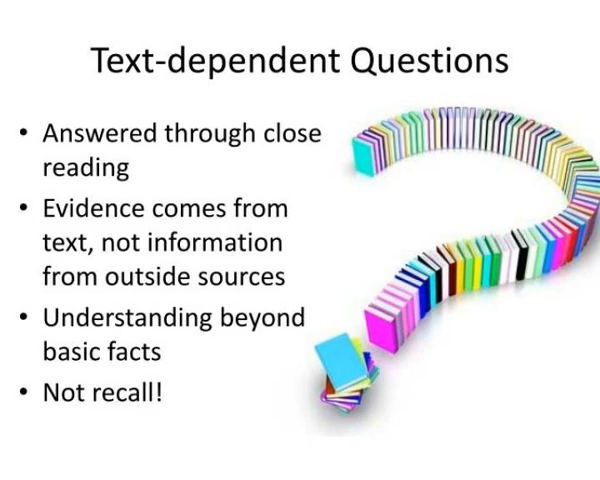 Text-dependent Questions
• Answered through close
reading
• Evidence comes from
text, not information
from outside sources
• Understanding beyond
basic facts
• Not recall!